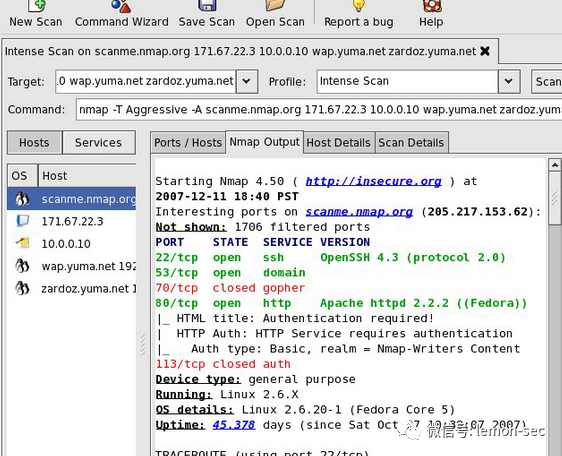 New Scan Command Wizard Save Scan Open Scan Report a bug Help
Intense Scan on scanme.nmap.org 171.67.22.3 10.0.0.10 wap.yuma.net zardoz.yuma.net
Target: .0 wap.yuma.net zardoz.yuma.net Profile: Intense Scan Scan
Command: nmap -T Aggressive -A scanme.nmap.org 171.67.22.3 10.0.0.10 wap.yuma.net zardoz.yuma
Hosts Services
Ports / Hosts Nmap Output Host Details Scan Details
OS Host
scanme.nmap.org
171.67.22.3
10.0.0.10
wap.yuma.net 192
zardoz.yuma.net 1
Starting Nmap 4.50 ( http://insecure.org ) at
2007-12-11 18:40 PST
Interesting ports on scanme.nmap.org (205.217.153.62):
Not shown: 1706 filtered ports
PORT STATE SERVICE VERSION
22/tcp open ssh OpenSSH 4.3 (protocol 2.0)
53/tcp open domain
70/tcp closed gopher
80/tcp open http Apache httpd 2.2.2 ((Fedora))
|_ HTML title: Authentication required!
| HTTP Auth: HTTP Service requires authentication
|_ Auth type: Basic, realm = Nmap-Writers Content
113/tcp closed auth
Device type: general purpose
Running: Linux 2.6.X
OS details: Linux 2.6.20-1 (Fedora Core 5)
Uptime: 45.378 days (since Sat Oct 27 2007)
微信号: lemon-sec
TRACEROUTE (using port 22/tcp)